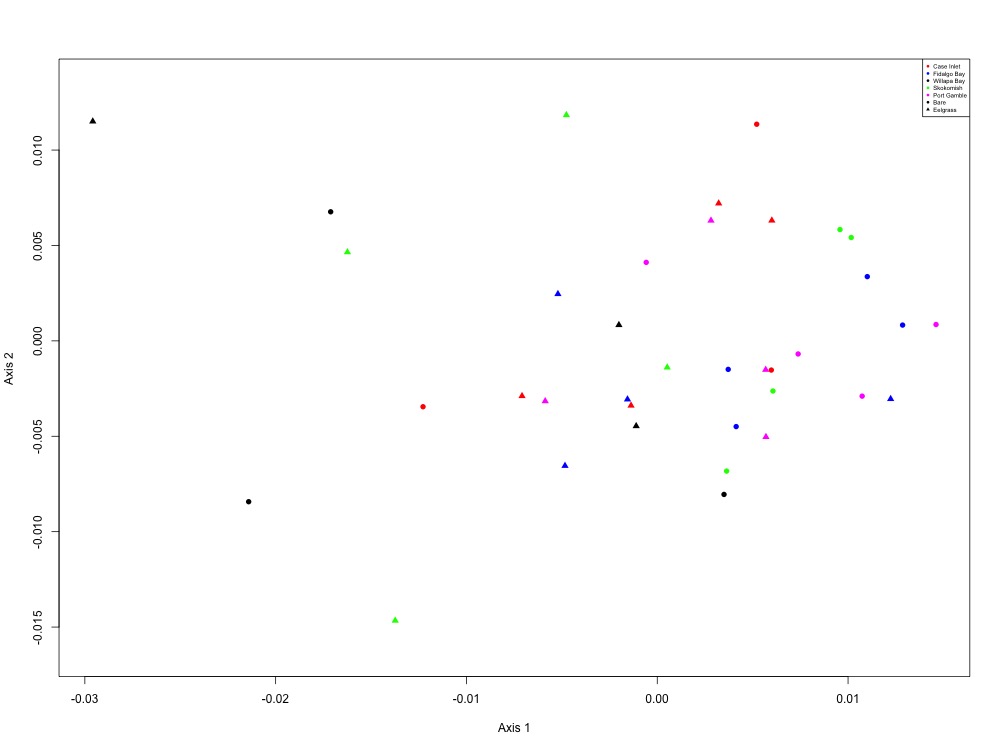 Case Inlet
Fidalgo Bay
Willapa Bay
Skokomish
Port Gamble
Bare
Eelgrass
0.010
0.005
0.000
-0.005
-0.010
-0.015
Axis 2
-0.03 -0.02 -0.01 0.00 0.01
Axis 1